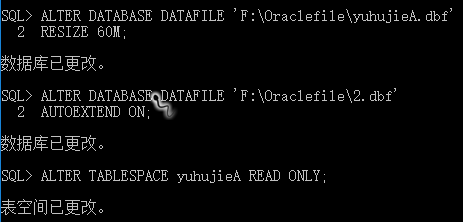 SQL> ALTER DATABASE DATAFILE 'F:\Oraclefile\yuhujieA.dbf'
2 RESIZE 60M;
数据库已更改。
SQL> ALTER DATABASE DATAFILE 'F:\Oraclefile\2.dbf'
2 AUTOEXTEND ON;
数据库已更改。
SQL> ALTER TABLESPACE yuhujieA READ ONLY;
表空间已更改。